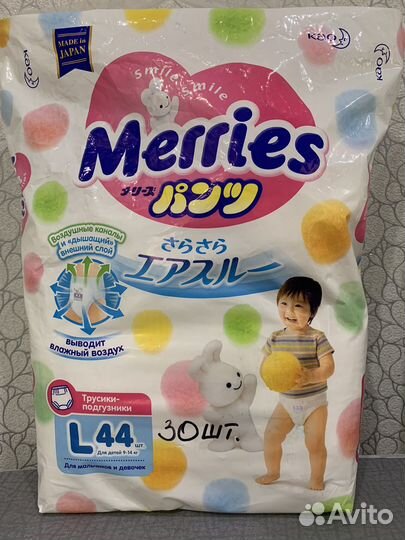 MADE in
JAPAN
Kao
Kao
Smile Smile
Merries
メリーズ パンツ
さらさら
エアスルー
Воздушные каналы
и «дышащий»
внешний слой
выводит
влажный воздух
Трусики-
подгузники
L 44 шт.
Для детей 9-14 кг
Для мальчиков и девочек
30 шт.
Avito